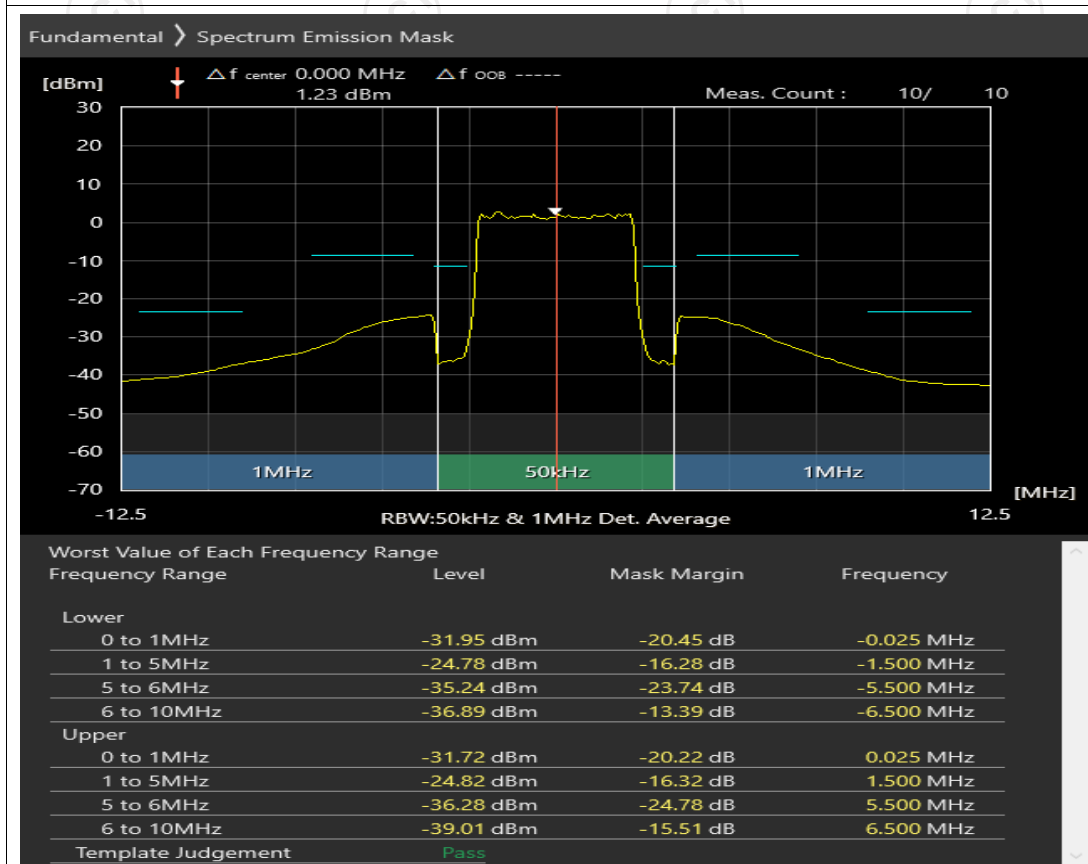 Fundamental ❯ Spectrum Emission Mask
[dBm] △f center 0.000 MHz △f OOB -----
1.23 dBm Meas. Count : 10/ 10
30
20
10
0
-10
-20
-30
-40
-50
-60
1MHz 50kHz 1MHz
-70
[MHz]
-12.5 RBW:50kHz & 1MHz Det. Average 12.5
Worst Value of Each Frequency Range
Frequency Range Level Mask Margin Frequency
Lower
0 to 1MHz -31.95 dBm -20.45 dB -0.025 MHz
1 to 5MHz -24.78 dBm -16.28 dB -1.500 MHz
5 to 6MHz -35.24 dBm -23.74 dB -5.500 MHz
6 to 10MHz -36.89 dBm -13.39 dB -6.500 MHz
Upper
0 to 1MHz -31.72 dBm -20.22 dB 0.025 MHz
1 to 5MHz -24.82 dBm -16.32 dB 1.500 MHz
5 to 6MHz -36.28 dBm -24.78 dB 5.500 MHz
6 to 10MHz -39.01 dBm -15.51 dB 6.500 MHz
Template Judgement Pass